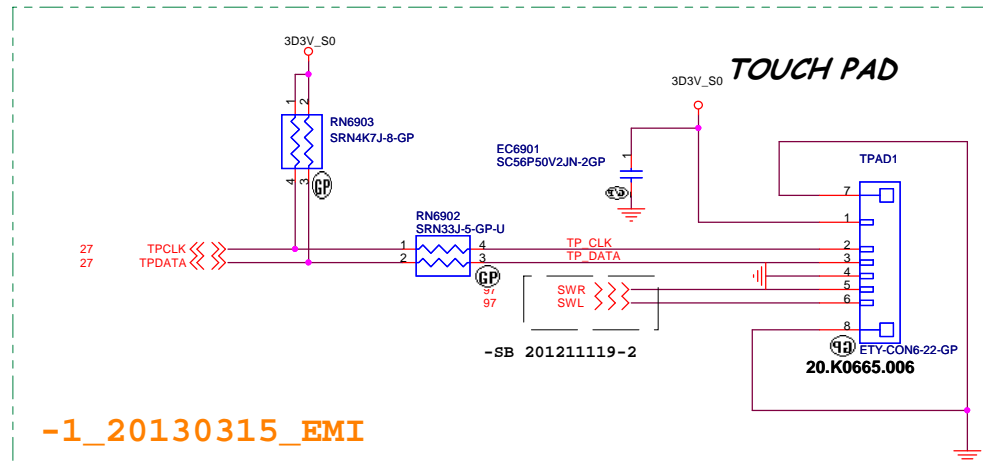 3D3V_S0
TOUCH PAD
3D3V_S0
1
2
RN6903
SRN4K7J-8-GP
4
3
GP
EC6901
SC56P50V2JN-2GP
1
TPAD1
7
1
RN6902
SRN33J-5-GP-U
27
TPCLK
1
4
TP_CLK
2
27
TPDATA
2
3
TP_DATA
3
GP
4
SWR
5
97
SWL
6
8
GP
ETY-CON6-22-GP
20.K0665.006
-SB 201211119-2
-1_20130315_EMI